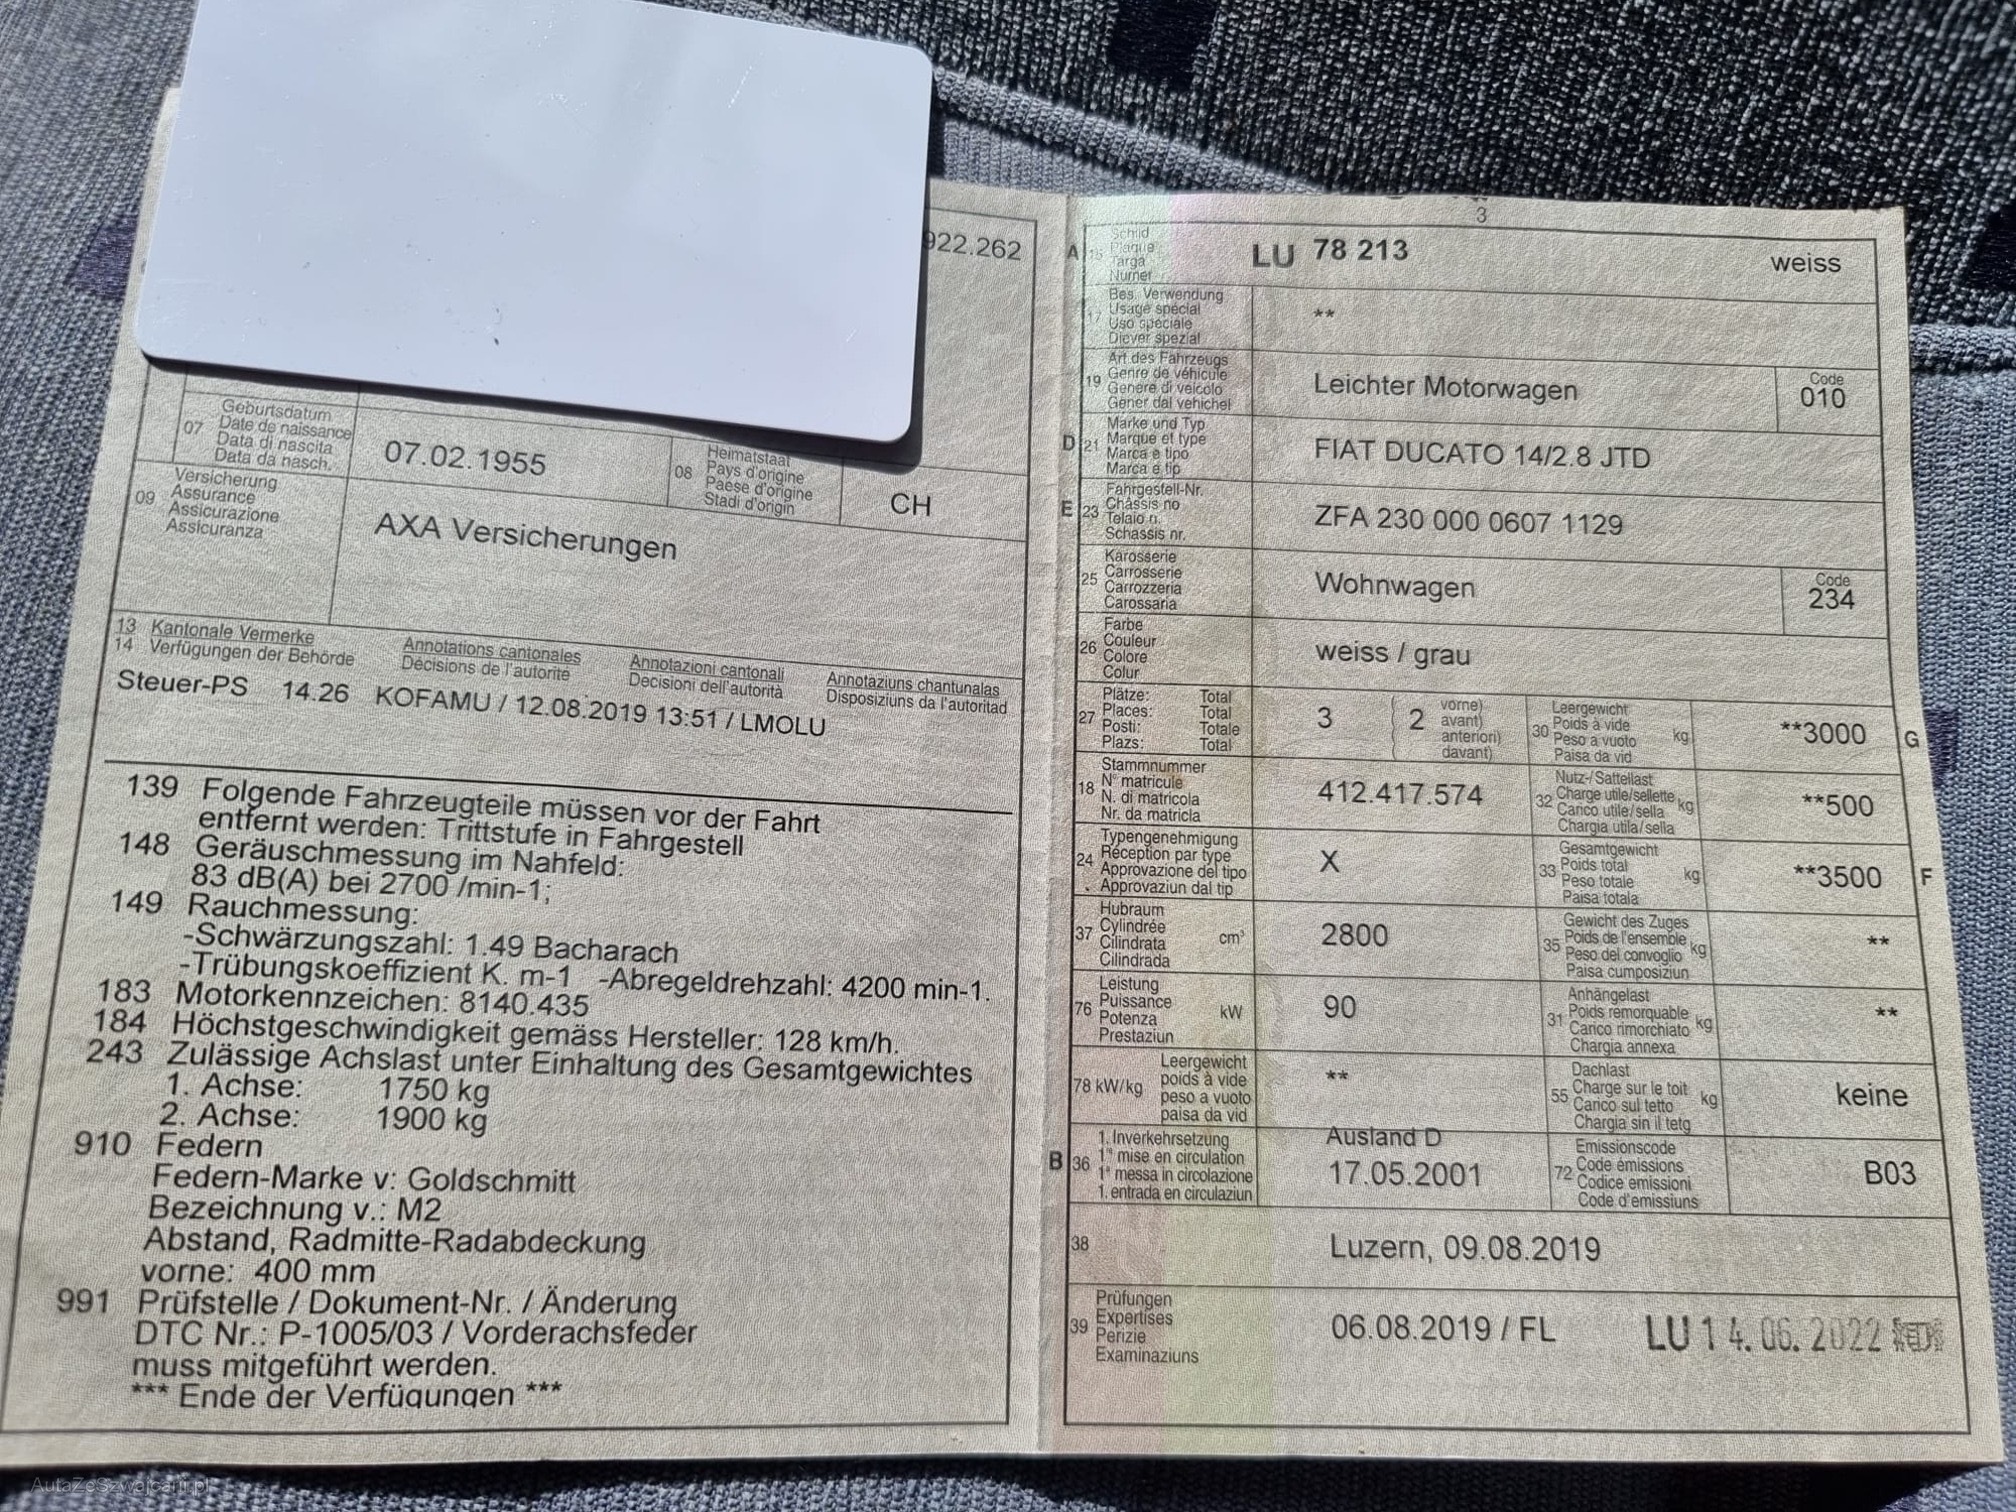 922.262
07
Geburtsdatum
Date de naissance
Data di nascita
Data da nasch.
07.02.1955
08
Heimatstaat
Pays d'origine
Paese d'origine
Stadi d'origin
CH
09
Versicherung
Assurance
Assicurazione
Assicuranza
AXA Versicherungen
13 Kantonale Vermerke
14 Verfügungen der Behörde
Annotations cantonales
Décisions de l'autorité
Annotazioni cantonali
Decisioni dell'autorità
Annotaziuns chantunalas
Disposiziuns da l'autoritad
Steuer-PS 14.26 KOFAMU / 12.08.2019 13:51 / LMOLU
139 Folgende Fahrzeugteile müssen vor der Fahrt
entfernt werden: Trittstufe in Fahrgestell
148 Geräuschmessung im Nahfeld:
83 dB(A) bei 2700 /min-1;
149 Rauchmessung:
-Schwärzungszahl: 1.49 Bacharach
-Trübungskoeffizient K. m-1 -Abregeldrehzahl: 4200 min-1.
183 Motorkennzeichen: 8140.435
184 Höchstgeschwindigkeit gemäss Hersteller: 128 km/h.
243 Zulässige Achslast unter Einhaltung des Gesamtgewichtes
1. Achse: 1750 kg
2. Achse: 1900 kg
910 Federn
Federn-Marke v: Goldschmitt
Bezeichnung v.: M2
Abstand, Radmitte-Radabdeckung
vorne: 400 mm
991 Prüfstelle / Dokument-Nr. / Änderung
DTC Nr.: P-1005/03 / Vorderachsfeder
muss mitgeführt werden.
*** Ende der Verfügungen ***
3
A 15
Schild
Plaque
Targa
Numer
LU 78 213 weiss
17
Bes. Verwendung
Usage spécial
Uso speciale
Diever spezial
**
19
Art des Fahrzeugs
Genre de véhicule
Genere di veicolo
Gener dal vehichel
Leichter Motorwagen
Code
010
D 21
Marke und Typ
Marque et type
Marca e tipo
Marca e tip
FIAT DUCATO 14/2.8 JTD
E 23
Fahrgestell-Nr.
Châssis no
Telaio n.
Schassis nr.
ZFA 230 000 0607 1129
25
Karosserie
Carrosserie
Carrozzeria
Carossaria
Wohnwagen
Code
234
26
Farbe
Couleur
Colore
Colur
weiss / grau
27
Plätze: Total
Places: Total
Posti: Totale
Plazs: Total
3
2
vorne)
avant)
anteriori)
davant)
30
Leergewicht
Poids à vide
Peso a vuoto
Paisa da vid
kg
**3000
G
18
Stammnummer
N° matricule
N. di matricola
Nr. da matricla
412.417.574
32
Nutz-/Sattellast
Charge utile/sellette
Carico utile/sella
Chargia utila/sella
kg
**500
24
Typengenehmigung
Réception par type
Approvazione del tipo
Approvaziun dal tip
X
33
Gesamtgewicht
Poids total
Peso totale
Paisa totala
kg
**3500
F
37
Hubraum
Cylindrée
Cilindrata
Cilindrada
cm³
2800
35
Gewicht des Zuges
Poids de l'ensemble
Peso del convoglio
Paisa cumposiziun
kg
**
76
Leistung
Puissance
Potenza
Prestaziun
kW
90
31
Anhängelast
Poids remorquable
Carico rimorchiato
Chargia annexa
kg
**
78 kW/kg
Leergewicht
poids à vide
peso a vuoto
paisa da vid
**
55
Dachlast
Charge sur le toit
Carico sul tetto
Chargia sin il tetg
kg
keine
B 36
1. Inverkehrsetzung
1re mise en circulation
1a messa in circolazione
1. entrada en circulaziun
Ausland D
17.05.2001
72
Emissionscode
Code émissions
Codice emissioni
Code d'emissiuns
B03
38
Luzern, 09.08.2019
39
Prüfungen
Expertises
Perizie
Examinaziuns
06.08.2019 / FL
LU 14.06.2022
AutaZeSzwajcarii.pl